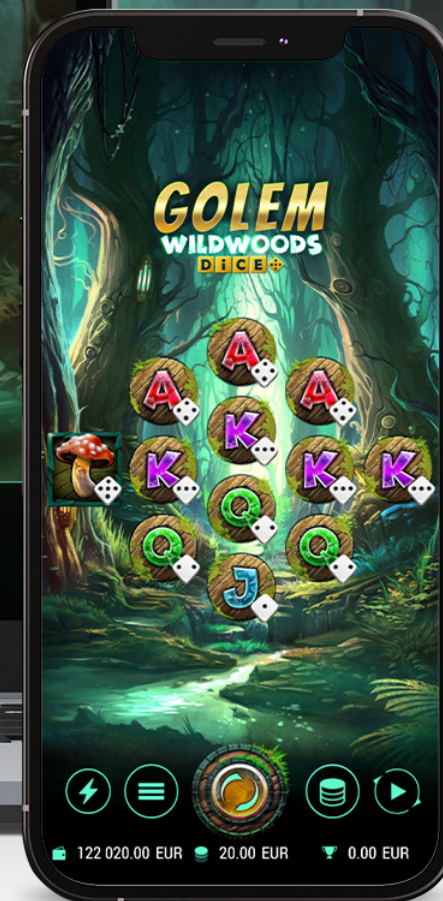 GOLEM
WILDWOODS
DICE
A
A A
K
K K K
Q
Q Q
J
122 020.00 EUR 20.00 EUR 0.00 EUR